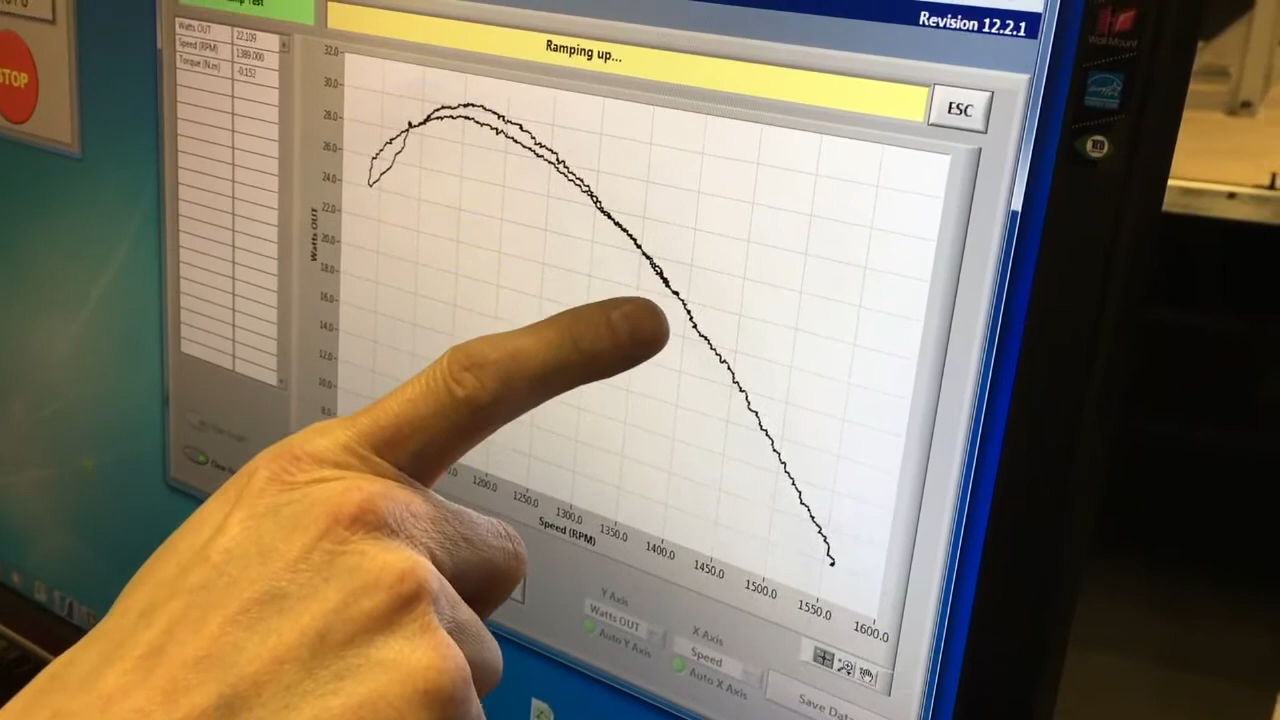 Test
Revision 12.2.1
Ramping up...
ESC
STOP
Watts OUT 22.109
Speed (RPM) 1389.000
Torque (N.m) -0.152
32.0
30.0
28.0
26.0
24.0
22.0
20.0
18.0
16.0
14.0
12.0
10.0
8.0
Watts OUT
1200.0 1250.0 1300.0 1350.0 1400.0 1450.0 1500.0 1550.0 1600.0
Speed (RPM)
Y Axis
Watts OUT
Auto Y Axis
X Axis
Speed
Auto X Axis
Save Data
Wall Mount
TCO